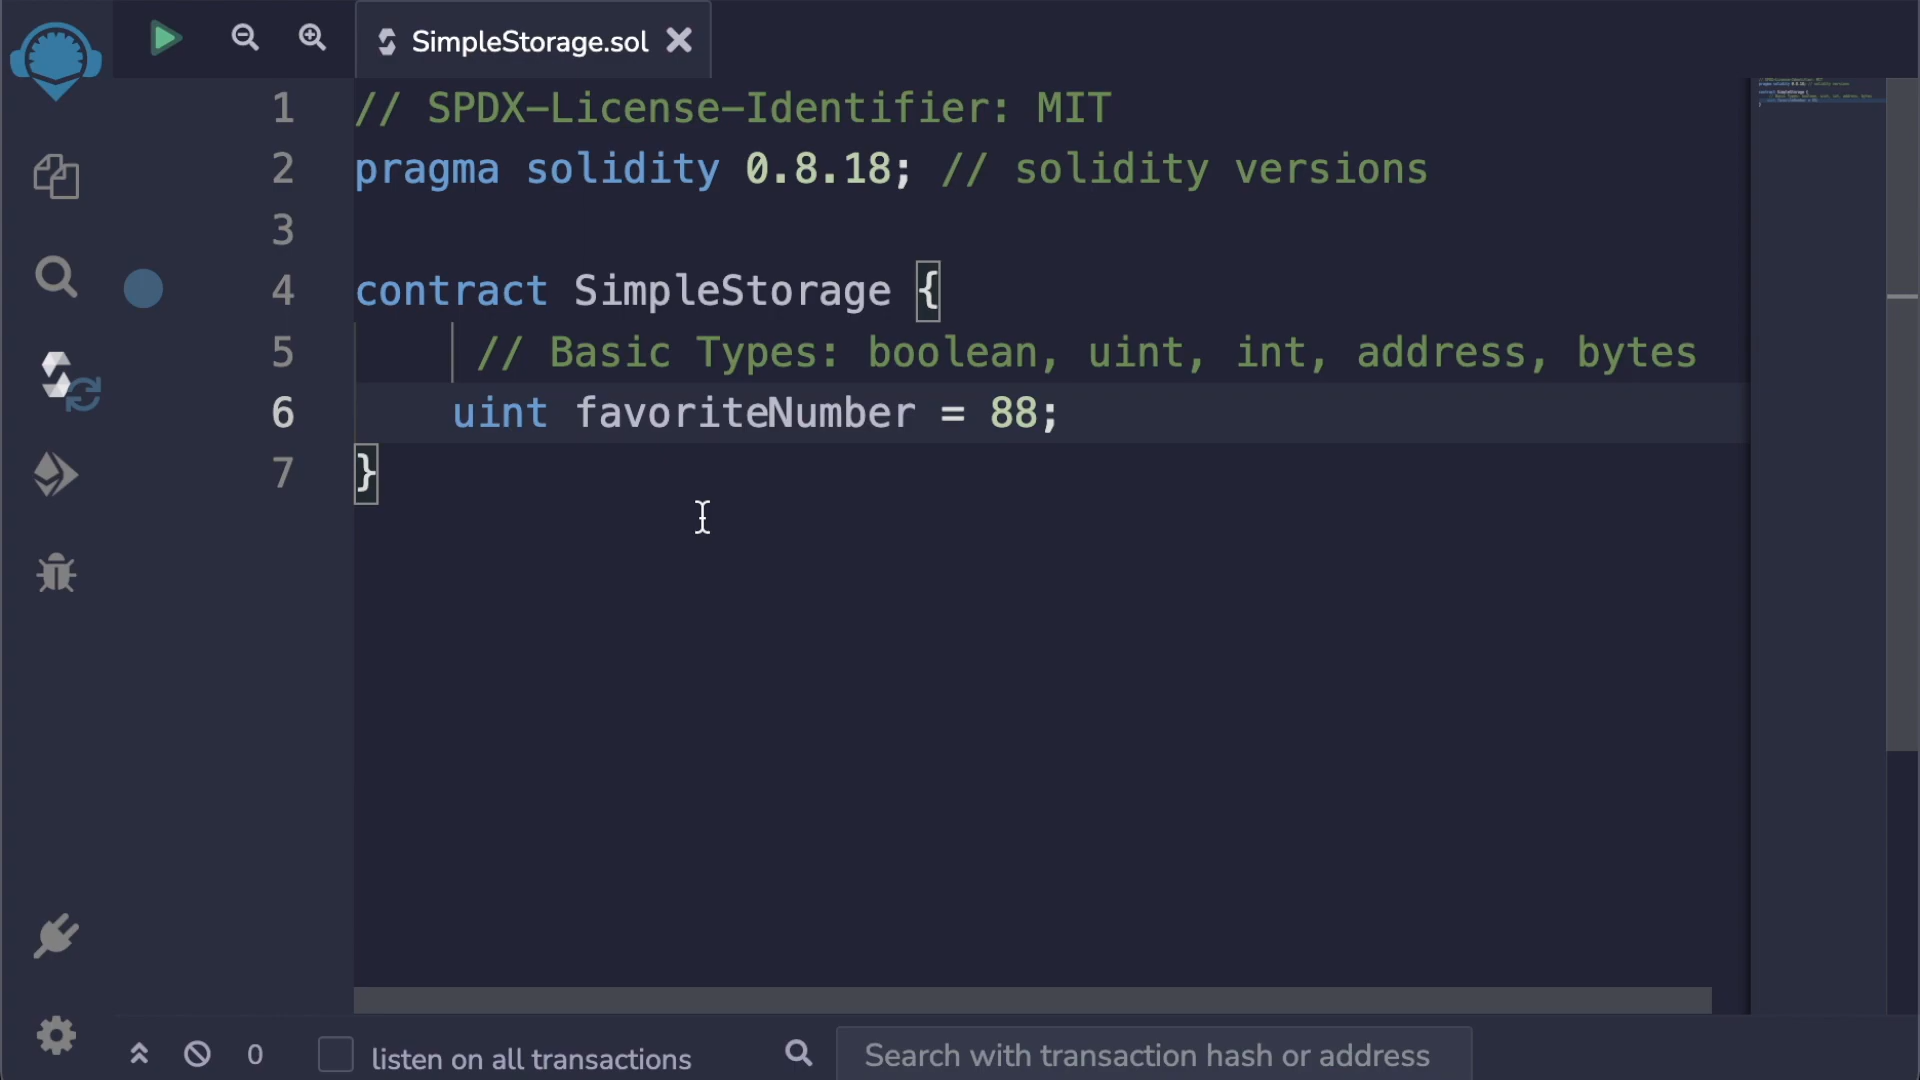 SimpleStorage.sol
1 // SPDX-License-Identifier: MIT
2 pragma solidity 0.8.18; // solidity versions
3
4 contract SimpleStorage {
5 // Basic Types: boolean, uint, int, address, bytes
6 uint favoriteNumber = 88;
7 }
0 listen on all transactions Search with transaction hash or address